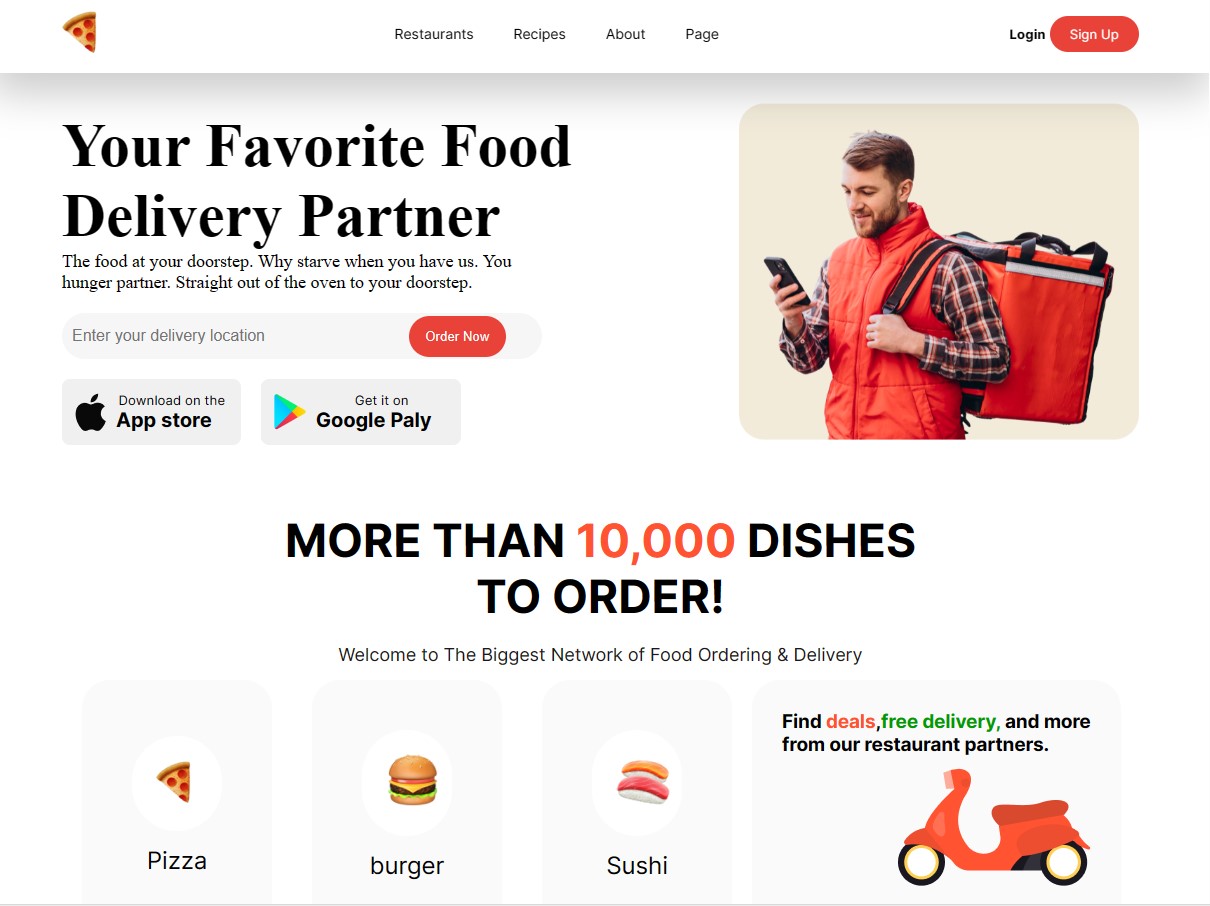 Restaurants Recipes About Page Login Sign Up
Your Favorite Food
Delivery Partner
The food at your doorstep. Why starve when you have us. You
hunger partner. Straight out of the oven to your doorstep.
Enter your delivery location Order Now
Download on the
App store
Get it on
Google Paly
MORE THAN 10,000 DISHES
TO ORDER!
Welcome to The Biggest Network of Food Ordering & Delivery
Find deals,free delivery, and more
from our restaurant partners.
Pizza
burger
Sushi